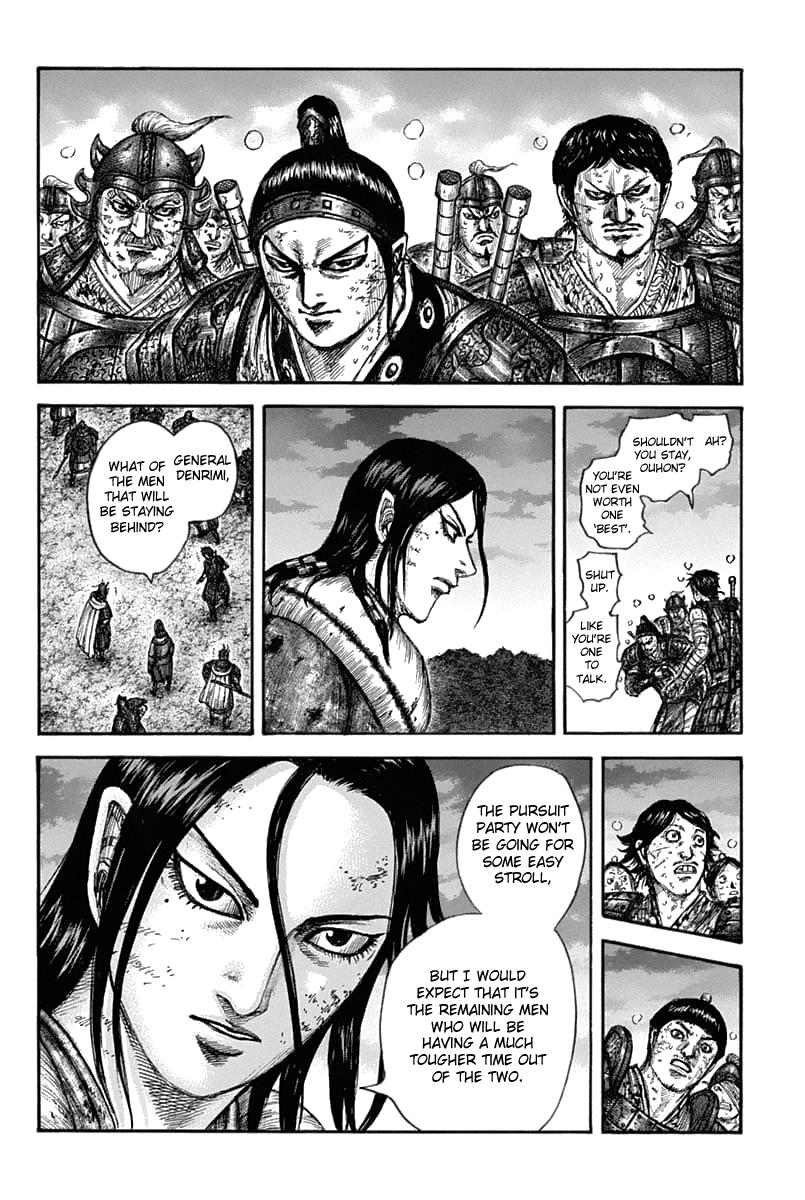 AH?
SHOULDN'T
YOU STAY,
OUHON?
YOU'RE
NOT EVEN
WORTH
ONE
'BEST'.
SHUT
UP.
LIKE
YOU'RE
ONE
TO
TALK.
GENERAL
DENRIMI,
WHAT OF
THE MEN
THAT WILL
BE STAYING
BEHIND?
THE PURSUIT
PARTY WON'T
BE GOING FOR
SOME EASY
STROLL,
BUT I WOULD
EXPECT THAT IT'S
THE REMAINING MEN
WHO WILL BE
HAVING A MUCH
TOUGHER TIME OUT
OF THE TWO.